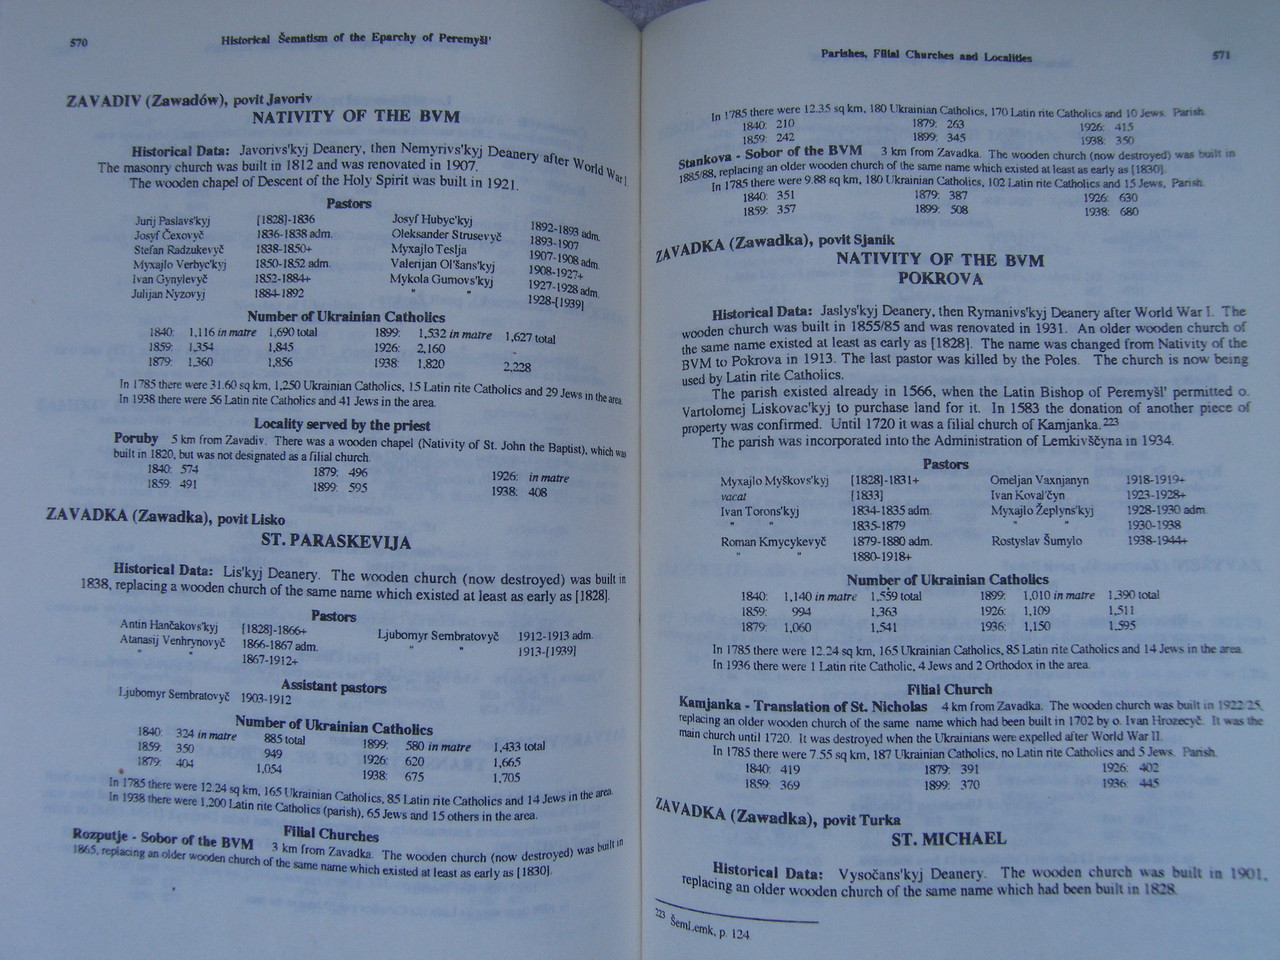 570
Historical Šematism of the Eparchy of Peremyšl'
ZAVADIV (Zawadów), povit Javoriv
NATIVITY OF THE BVM
Historical Data: Javorivs'kyj Deanery, then Nemyrivs'kyj Deanery after World War I.
The masonry church was built in 1812 and was renovated in 1907.
The wooden chapel of Descent of the Holy Spirit was built in 1921.
Pastors
Jurij Paslavs'kyj [1828]-1836 Josyf Hubyc'kyj 1892-1893 adm.
Josyf Čexovyč 1836-1838 adm. Oleksander Strusevyč 1893-1907
Stefan Radzukevyč 1838-1850+ Myxajlo Teslja 1907-1908 adm.
Myxajlo Verbyc'kyj 1850-1852 adm. Valerijan Ol'šans'kyj 1908-1927+
Ivan Gynylevyč 1852-1884+ Mykola Gumovs'kyj 1927-1928 adm.
Julijan Nyzovyj 1884-1892 " " 1928-[1939]
Number of Ukrainian Catholics
1840: 1,116 in matre 1,690 total 1899: 1,532 in matre 1,627 total
1859: 1,354 1,845 1926: 2,160 -
1879: 1,360 1,856 1938: 1,820 2,228
In 1785 there were 31.60 sq km, 1,250 Ukrainian Catholics, 15 Latin rite Catholics and 29 Jews in the area.
In 1938 there were 56 Latin rite Catholics and 41 Jews in the area.
Locality served by the priest
Poruby 5 km from Zavadiv. There was a wooden chapel (Nativity of St. John the Baptist), which was
built in 1820, but was not designated as a filial church.
1840: 574 1879: 496 1926: in matre
1859: 491 1899: 595 1938: 408
ZAVADKA (Zawadka), povit Lisko
ST. PARASKEVIJA
Historical Data: Lis'kyj Deanery. The wooden church (now destroyed) was built in
1838, replacing a wooden church of the same name which existed at least as early as [1828].
Pastors
Antin Hančakovs'kyj [1828]-1866+ Ljubomyr Sembratovyč 1912-1913 adm.
Atanasij Venhrynovyč 1866-1867 adm. " " 1913-[1939]
" " 1867-1912+
Assistant pastors
Ljubomyr Sembratovyč 1903-1912
Number of Ukrainian Catholics
1840: 324 in matre 885 total 1899: 580 in matre 1,433 total
1859: 350 949 1926: 620 1,665
1879: 404 1,054 1938: 675 1,705
In 1785 there were 12.24 sq km, 165 Ukrainian Catholics, 85 Latin rite Catholics and 14 Jews in the area.
In 1938 there were 1,200 Latin rite Catholics (parish), 65 Jews and 15 others in the area.
Filial Churches
Rozputje - Sobor of the BVM 3 km from Zavadka. The wooden church (now destroyed) was built in
1865, replacing an older wooden church of the same name which existed at least as early as [1830].
Parishes, Filial Churches and Localities
571
In 1785 there were 12.35 sq km, 180 Ukrainian Catholics, 170 Latin rite Catholics and 10 Jews. Parish.
1840: 210 1879: 263 1926: 415
1859: 242 1899: 345 1938: 350
Stankova - Sobor of the BVM 3 km from Zavadka. The wooden church (now destroyed) was built in
1885/88, replacing an older wooden church of the same name which existed at least as early as [1830].
In 1785 there were 9.88 sq km, 180 Ukrainian Catholics, 102 Latin rite Catholics and 15 Jews, Parish.
1840: 351 1879: 387 1926: 630
1859: 357 1899: 508 1938: 680
ZAVADKA (Zawadka), povit Sjanik
NATIVITY OF THE BVM
POKROVA
Historical Data: Jaslys'kyj Deanery, then Rymanivs'kyj Deanery after World War I. The
wooden church was built in 1855/85 and was renovated in 1931. An older wooden church of
the same name existed at least as early as [1828]. The name was changed from Nativity of the
BVM to Pokrova in 1913. The last pastor was killed by the Poles. The church is now being
used by Latin rite Catholics.
The parish existed already in 1566, when the Latin Bishop of Peremyšl' permitted o.
Vartolomej Liskovac'kyj to purchase land for it. In 1583 the donation of another piece of
property was confirmed. Until 1720 it was a filial church of Kamjanka.223
The parish was incorporated into the Administration of Lemkivščyna in 1934.
Pastors
Myxajlo Myškovs'kyj [1828]-1831+ Omeljan Vaxnjanyn 1918-1919+
vacat [1833] Ivan Koval'čyn 1923-1928+
Ivan Torons'kyj 1834-1835 adm. Myxajlo Žeplyns'kyj 1928-1930 adm.
" " 1835-1879 " " 1930-1938
Roman Kmycykevyč 1879-1880 adm. Rostyslav Šumylo 1938-1944+
" " 1880-1918+
Number of Ukrainian Catholics
1840: 1,140 in matre 1,559 total 1899: 1,010 in matre 1,390 total
1859: 994 1,363 1926: 1,109 1,511
1879: 1,060 1,541 1936: 1,150 1,595
In 1785 there were 12.24 sq km, 165 Ukrainian Catholics, 85 Latin rite Catholics and 14 Jews in the area.
In 1936 there were 1 Latin rite Catholic, 4 Jews and 2 Orthodox in the area.
Filial Church
Kamjanka - Translation of St. Nicholas 4 km from Zavadka. The wooden church was built in 1922/25,
replacing an older wooden church of the same name which had been built in 1702 by o. Ivan Hrozecyč. It was the
main church until 1720. It was destroyed when the Ukrainians were expelled after World War II.
In 1785 there were 7.55 sq km, 187 Ukrainian Catholics, no Latin rite Catholics and 5 Jews. Parish.
1840: 419 1879: 391 1926: 402
1859: 369 1899: 370 1936: 445
ZAVADKA (Zawadka), povit Turka
ST. MICHAEL
Historical Data: Vysočans'kyj Deanery. The wooden church was built in 1901,
replacing an older wooden church of the same name which had been built in 1828.
223 ŠemLemk, p. 124.